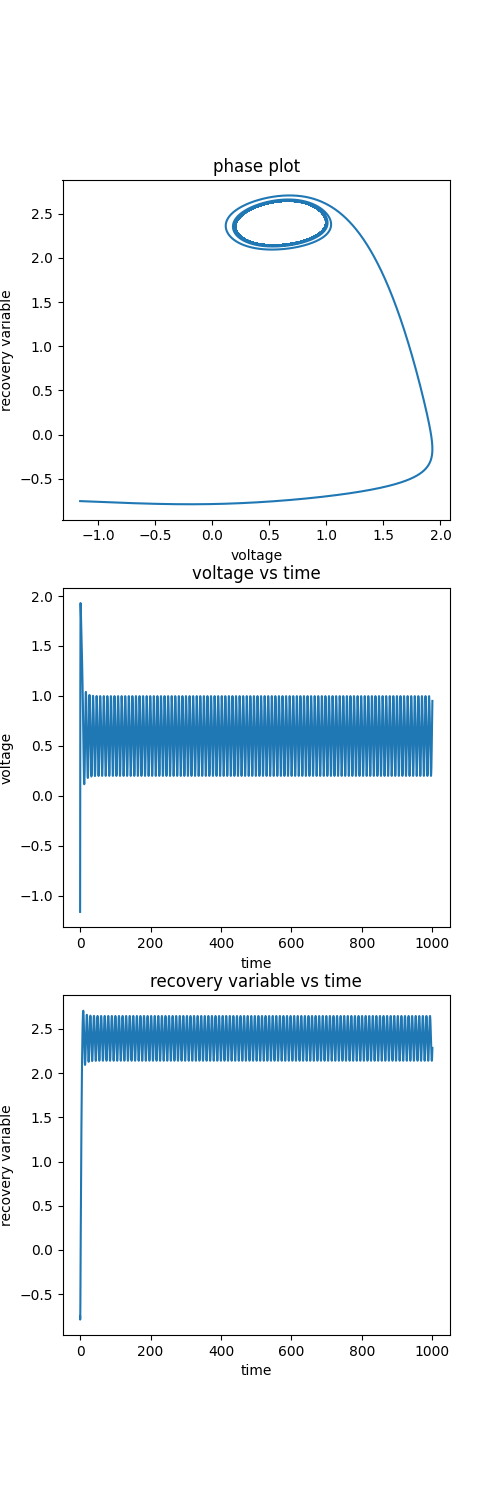 phase plot
recovery variable
2.5
2.0
1.5
1.0
0.5
0.0
−0.5
−1.0 −0.5 0.0 0.5 1.0 1.5 2.0
voltage
voltage vs time
voltage
2.0
1.5
1.0
0.5
0.0
−0.5
−1.0
0 200 400 600 800 1000
time
recovery variable vs time
recovery variable
2.5
2.0
1.5
1.0
0.5
0.0
−0.5
0 200 400 600 800 1000
time